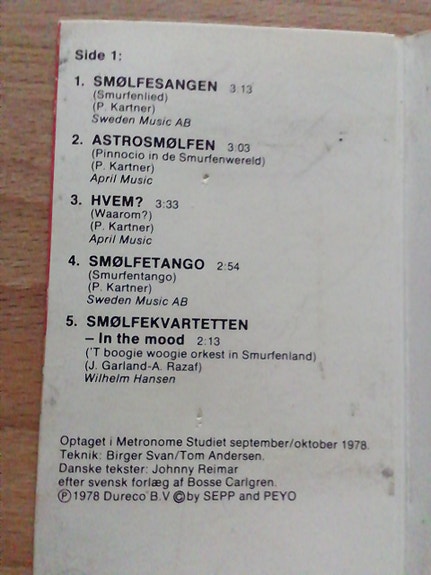 Side 1:
1. SMØLFESANGEN 3:13
(Smurfenlied)
(P. Kartner)
Sweden Music AB
2. ASTROSMØLFEN 3:03
(Pinnocio in de Smurfenwereld)
(P. Kartner)
April Music
3. HVEM? 3:33
(Waarom?)
(P. Kartner)
April Music
4. SMØLFETANGO 2:54
(Smurfentango)
(P. Kartner)
Sweden Music AB
5. SMØLFEKVARTETTEN
– In the mood 2:13
('T boogie woogie orkest in Smurfenland)
(J. Garland-A. Razaf)
Wilhelm Hansen
Optaget i Metronome Studiet september/oktober 1978.
Teknik: Birger Svan/Tom Andersen.
Danske tekster: Johnny Reimar
efter svensk forlæg af Bosse Carlgren.
Ⓟ1978 Dureco B.V ©by SEPP and PEYO